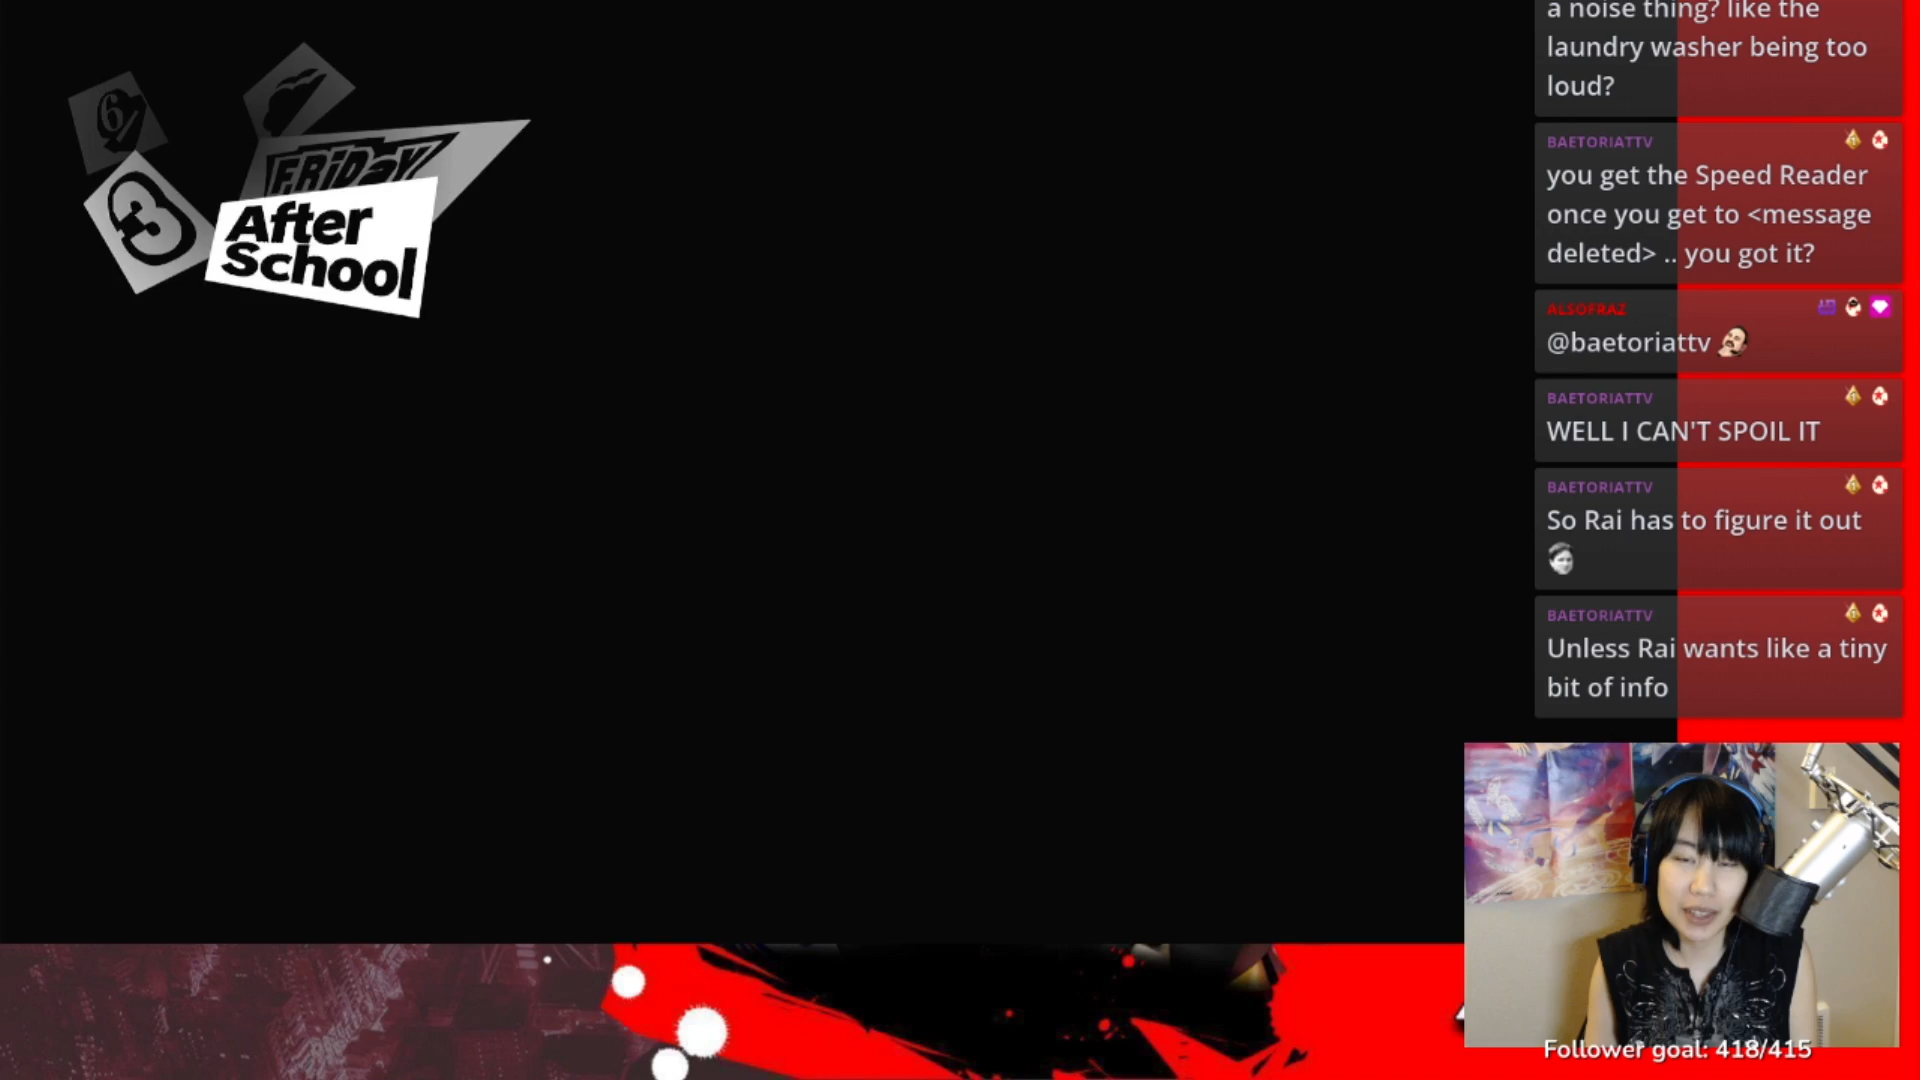 6/
3
FRiDaY
After
School
a noise thing? like the
laundry washer being too
loud?
BAETORIATTV
you get the Speed Reader
once you get to <message
deleted> .. you got it?
ALSOFRAZ
@baetoriattv
BAETORIATTV
WELL I CAN'T SPOIL IT
BAETORIATTV
So Rai has to figure it out
BAETORIATTV
Unless Rai wants like a tiny
bit of info
Follower goal: 418/415